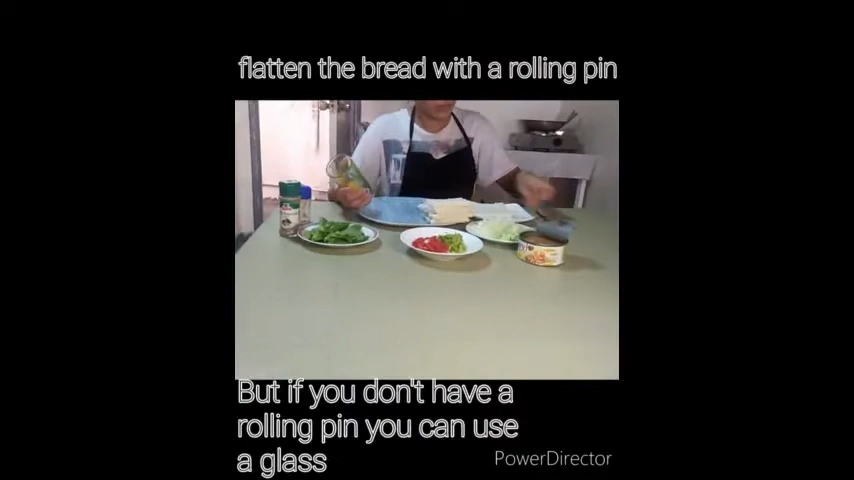 flatten the bread with a rolling pin
But if you don't have a
rolling pin you can use
a glass
PowerDirector